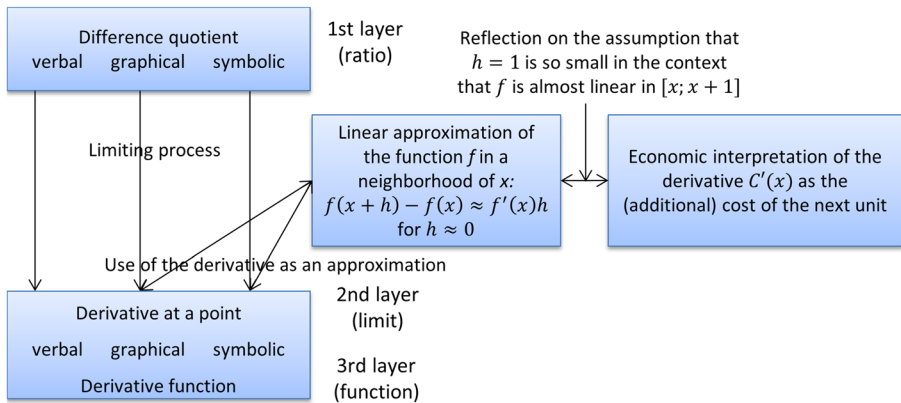 Difference quotient
verbal graphical symbolic
1st layer
(ratio)
Reflection on the assumption that
h = 1 is so small in the context
that f is almost linear in [x; x + 1]
Limiting process
Linear approximation of
the function f in a
neighborhood of x:
f(x + h) − f(x) ≈ f′(x)h
for h ≈ 0
Economic interpretation of the
derivative C′(x) as the
(additional) cost of the next unit
Use of the derivative as an approximation
Derivative at a point
verbal graphical symbolic
Derivative function
2nd layer
(limit)
3rd layer
(function)